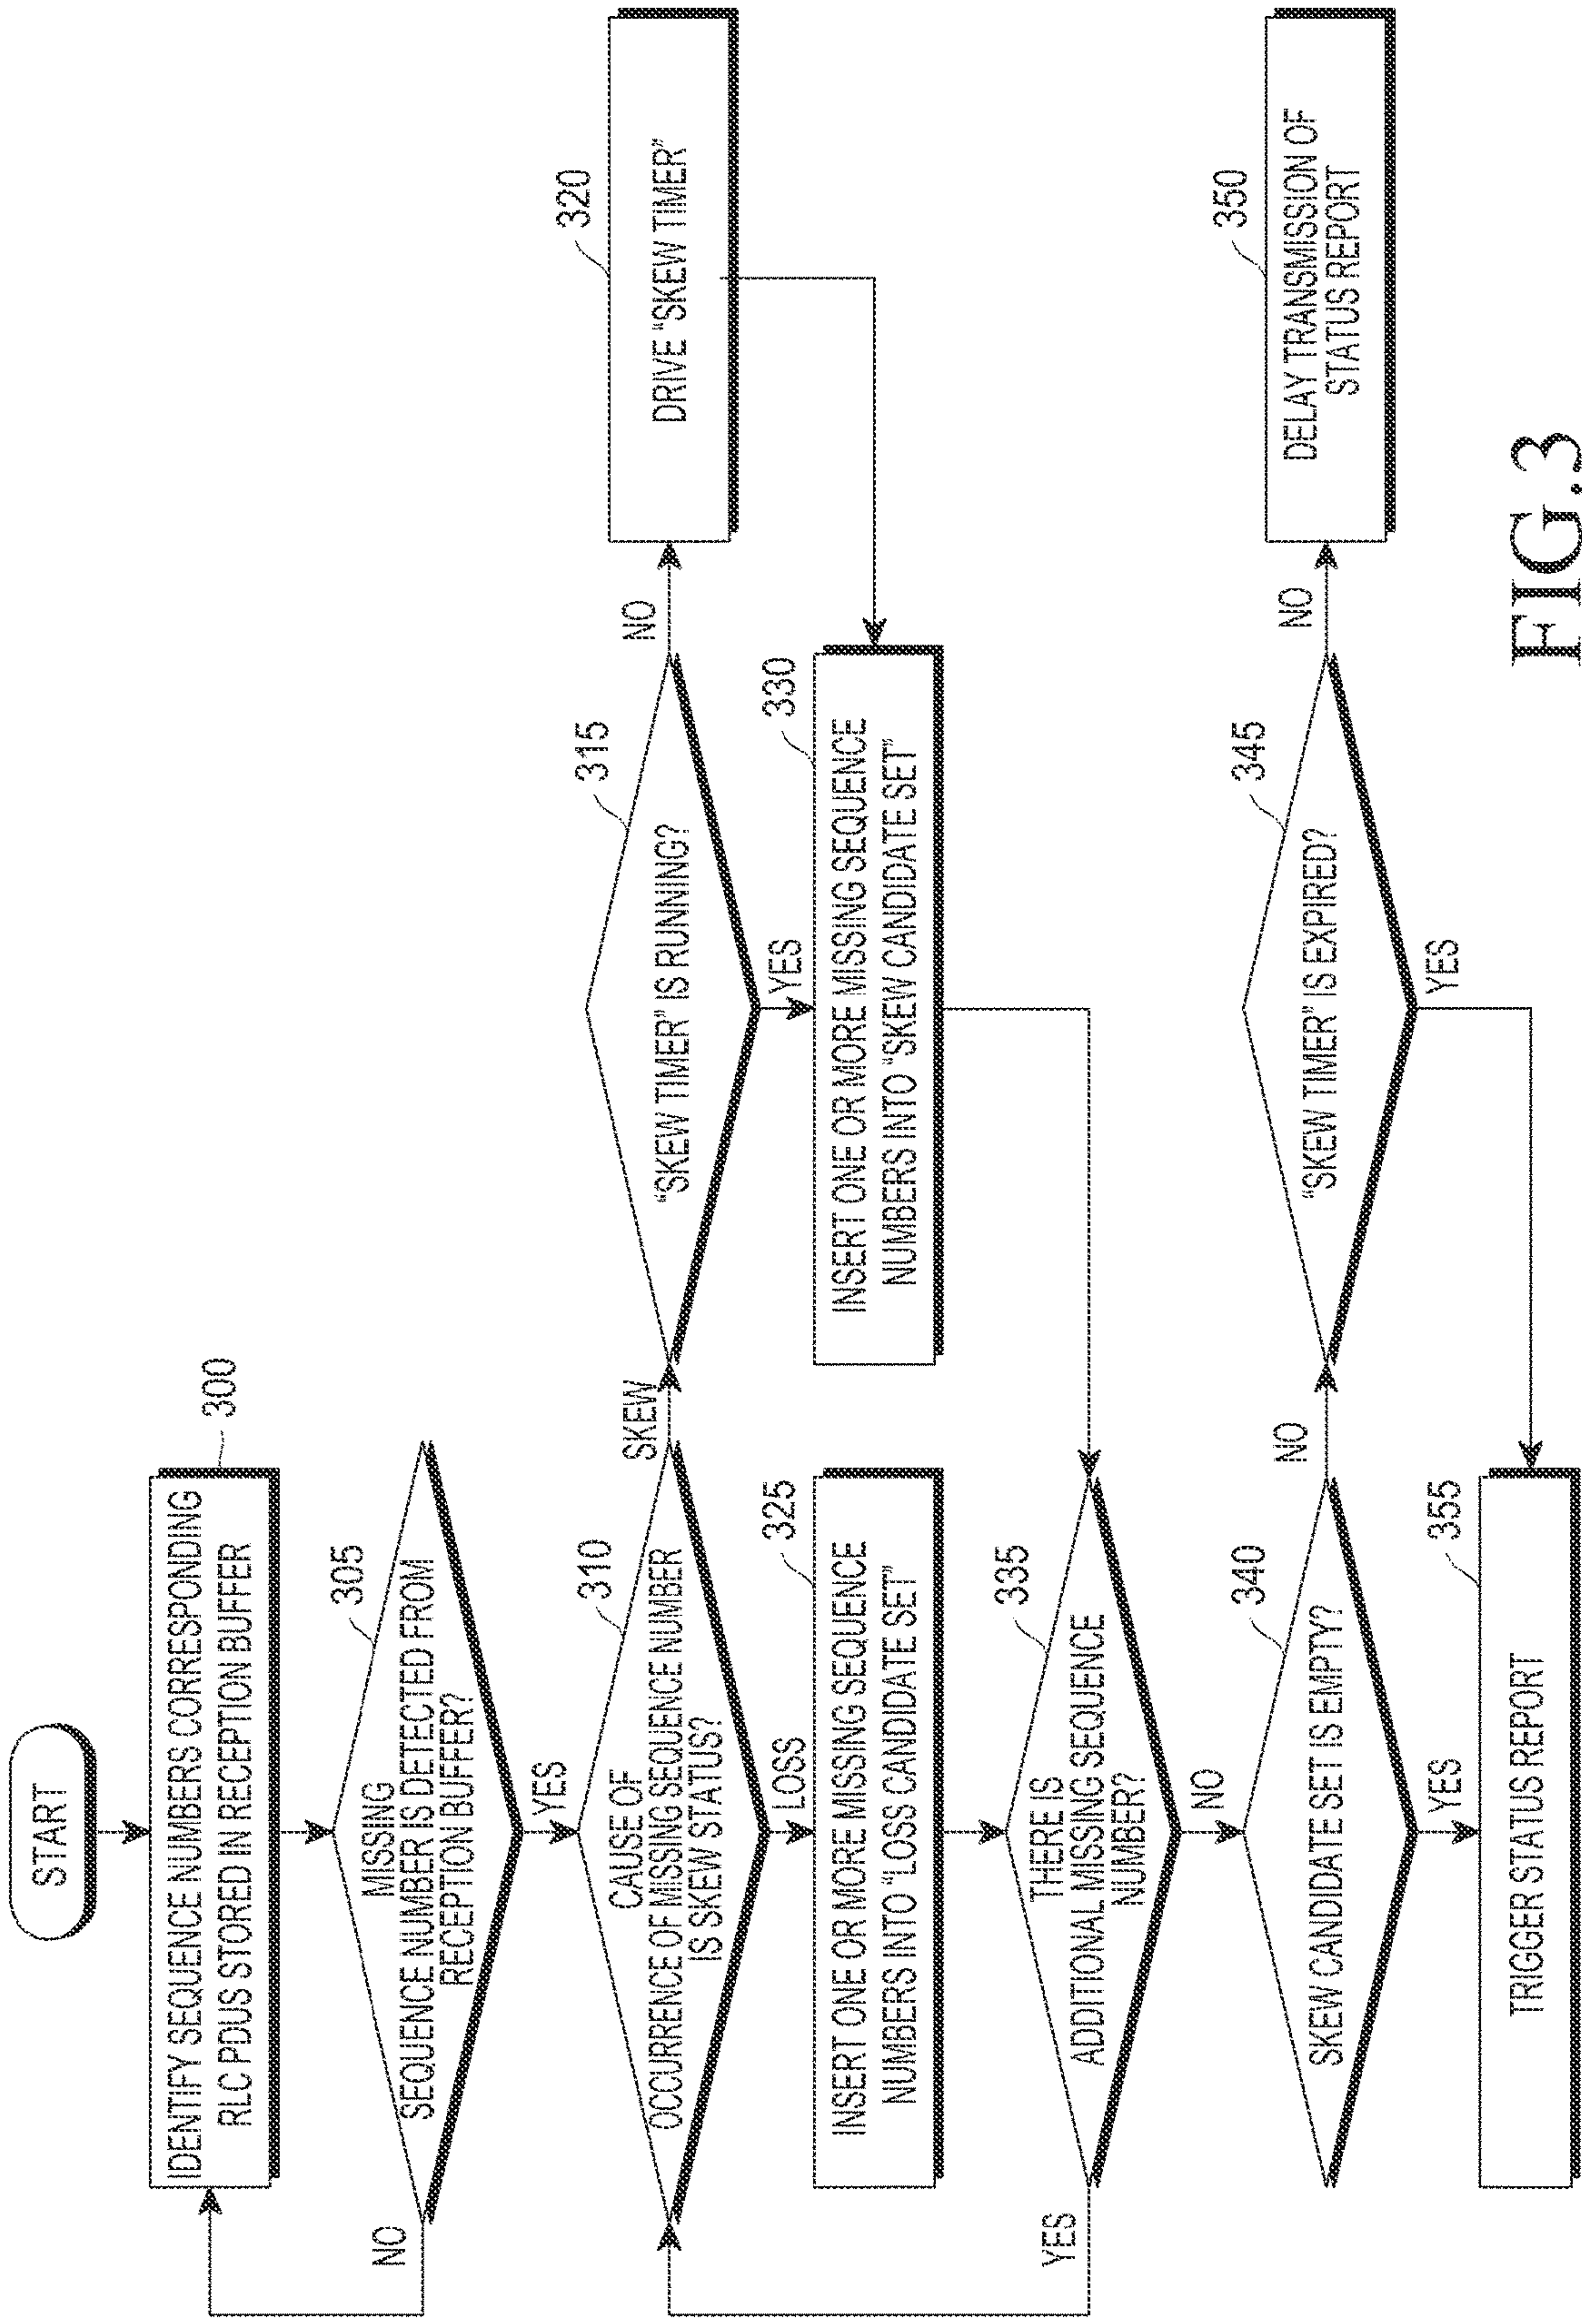 START
300
IDENTIFY SEQUENCE NUMBERS CORRESPONDING
RLC PDUS STORED IN RECEPTION BUFFER
305
MISSING
SEQUENCE NUMBER IS DETECTED FROM
RECEPTION BUFFER?
NO
YES
310
CAUSE OF
OCCURRENCE OF MISSING SEQUENCE NUMBER
IS SKEW STATUS?
SKEW
LOSS
315
“SKEW TIMER” IS RUNNING?
NO
YES
320
DRIVE “SKEW TIMER”
325
INSERT ONE OR MORE MISSING SEQUENCE
NUMBERS INTO “LOSS CANDIDATE SET”
330
INSERT ONE OR MORE MISSING SEQUENCE
NUMBERS INTO “SKEW CANDIDATE SET”
335
THERE IS
ADDITIONAL MISSING SEQUENCE
NUMBER?
YES
NO
340
SKEW CANDIDATE SET IS EMPTY?
NO
YES
345
“SKEW TIMER” IS EXPIRED?
NO
YES
350
DELAY TRANSMISSION OF
STATUS REPORT
355
TRIGGER STATUS REPORT
FIG.3